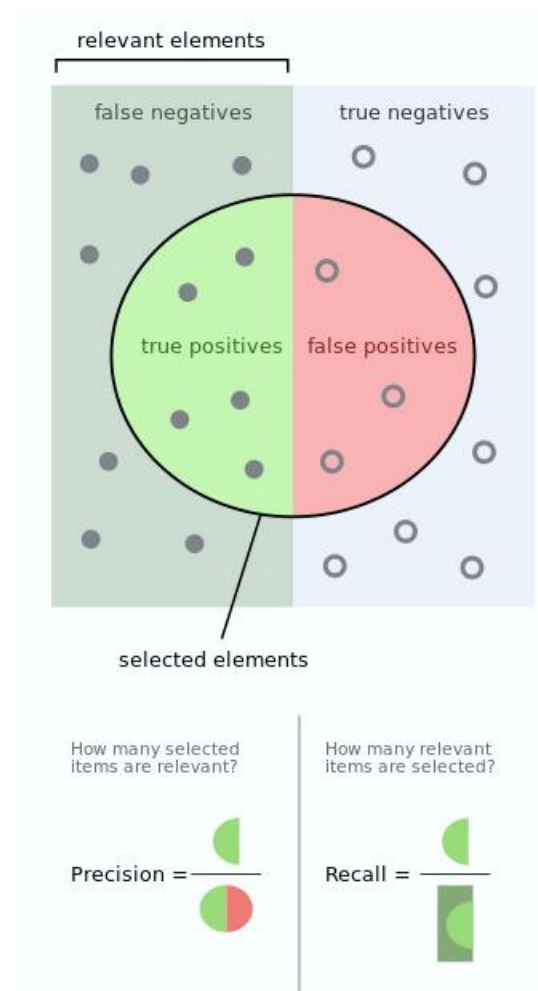 relevant elements
false negatives
true negatives
true positives
false positives
selected elements
How many selected
items are relevant?
Precision =
How many relevant
items are selected?
Recall =